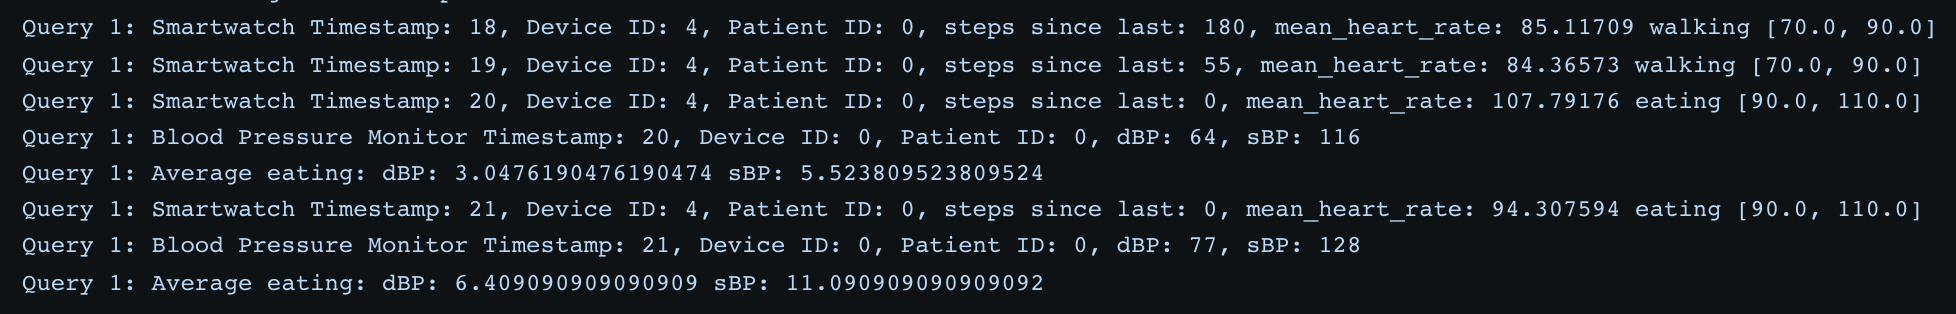 Query 1: Smartwatch Timestamp: 18, Device ID: 4, Patient ID: 0, steps since last: 180, mean_heart_rate: 85.11709 walking [70.0, 90.0]
Query 1: Smartwatch Timestamp: 19, Device ID: 4, Patient ID: 0, steps since last: 55, mean_heart_rate: 84.36573 walking [70.0, 90.0]
Query 1: Smartwatch Timestamp: 20, Device ID: 4, Patient ID: 0, steps since last: 0, mean_heart_rate: 107.79176 eating [90.0, 110.0]
Query 1: Blood Pressure Monitor Timestamp: 20, Device ID: 0, Patient ID: 0, dBP: 64, sBP: 116
Query 1: Average eating: dBP: 3.0476190476190474 sBP: 5.523809523809524
Query 1: Smartwatch Timestamp: 21, Device ID: 4, Patient ID: 0, steps since last: 0, mean_heart_rate: 94.307594 eating [90.0, 110.0]
Query 1: Blood Pressure Monitor Timestamp: 21, Device ID: 0, Patient ID: 0, dBP: 77, sBP: 128
Query 1: Average eating: dBP: 6.409090909090909 sBP: 11.090909090909092